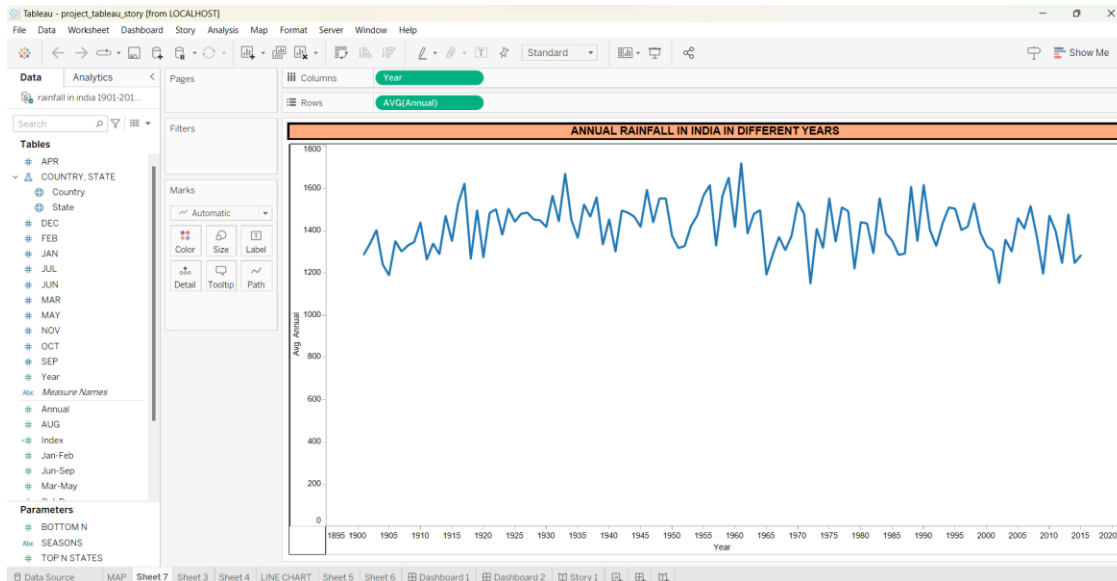 Tableau - project_tableau_story [from LOCALHOST]
File Data Worksheet Dashboard Story Analysis Map Format Server Window Help
Standard
Show Me
Data Analytics
rainfall in india 1901-201...
Search
Tables
# APR
COUNTRY, STATE
Country
State
# DEC
# FEB
# JAN
# JUL
# JUN
# MAR
# MAY
# NOV
# OCT
# SEP
# Year
Abc Measure Names
# Annual
# AUG
# Index
# Jan-Feb
# Jun-Sep
# Mar-May
Parameters
# BOTTOM N
Abc SEASONS
# TOP N STATES
Pages
Filters
Marks
Automatic
Color Size Label
Detail Tooltip Path
Columns Year
Rows AVG(Annual)
ANNUAL RAINFALL IN INDIA IN DIFFERENT YEARS
1800
1600
1400
1200
1000
800
600
400
200
0
Avg. Annual
1895 1900 1905 1910 1915 1920 1925 1930 1935 1940 1945 1950 1955 1960 1965 1970 1975 1980 1985 1990 1995 2000 2005 2010 2015 2020
Year
Data Source MAP Sheet 7 Sheet 3 Sheet 4 LINE CHART Sheet 5 Sheet 6 Dashboard 1 Dashboard 2 Story 1